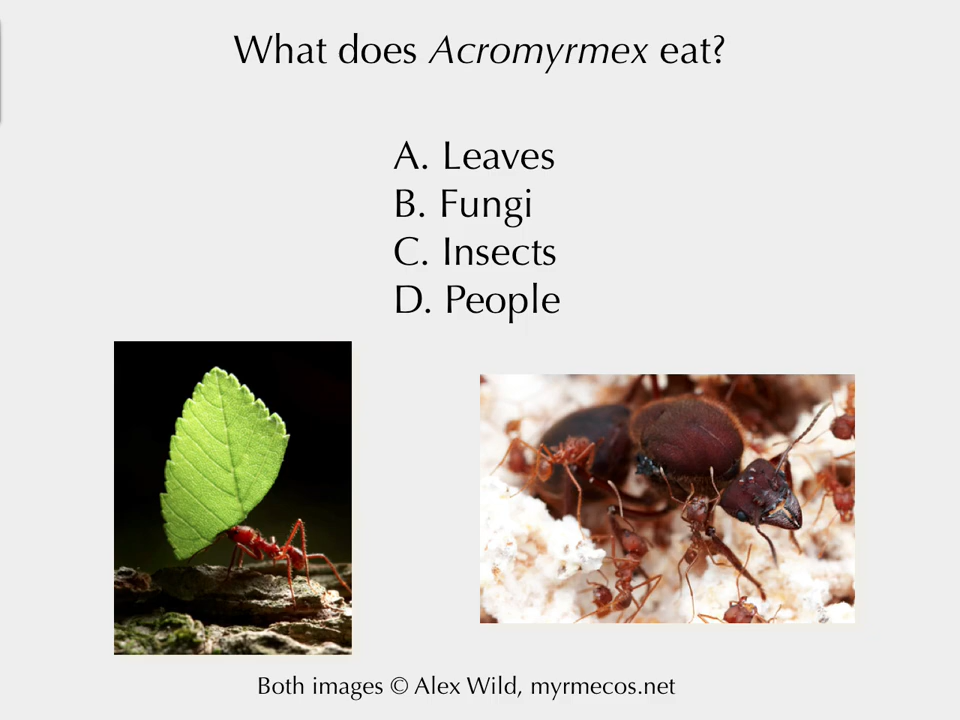 What does Acromyrmex eat?
A. Leaves
B. Fungi
C. Insects
D. People
Both images © Alex Wild, myrmecos.net